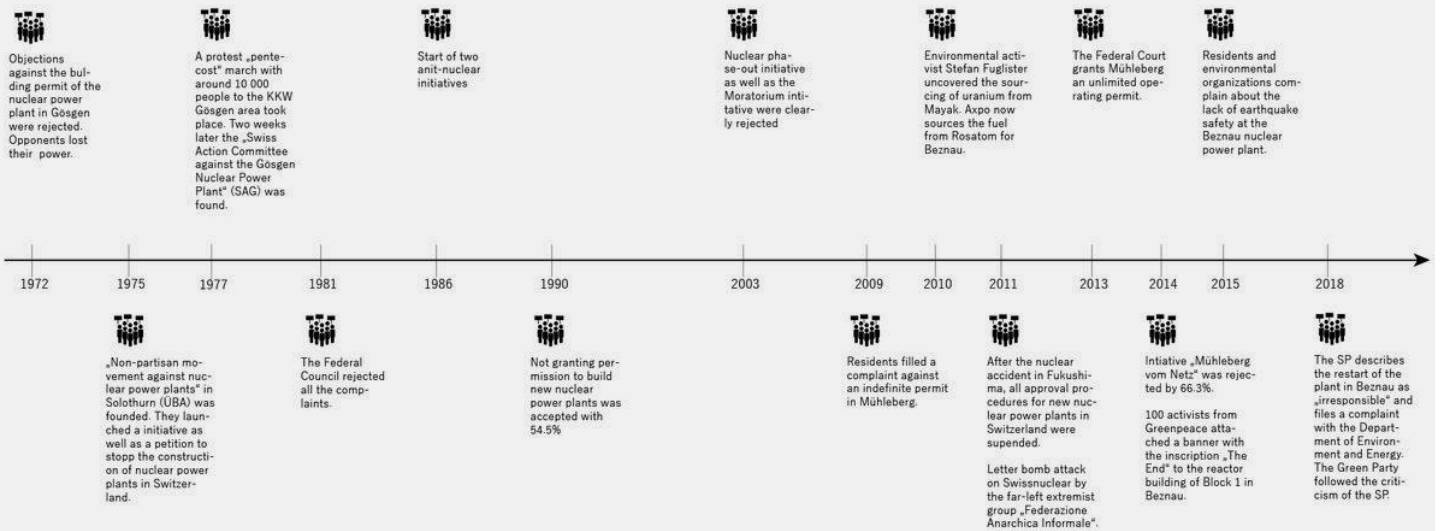 Objections
against the bul-
ding permit of the
nuclear power
plant in Gösgen
were rejected.
Opponents lost
their power.
A protest „pente-
cost“ march with
around 10 000
people to the KKW
Gösgen area took
place. Two weeks
later the „Swiss
Action Committee
against the Gösgen
Nuclear Power
Plant“ (SAG) was
found.
Start of two
anit-nuclear
initiatives
Nuclear pha-
se-out initiative
as well as the
Moratorium inti-
tative were clear-
ly rejected
Environmental acti-
vist Stefan Fuglister
uncovered the sour-
cing of uranium from
Mayak. Axpo now
sources the fuel
from Rosatom for
Beznau.
The Federal Court
grants Mühleberg
an unlimited ope-
rating permit.
Residents and
environmental
organizations com-
plain about the
lack of earthquake
safety at the
Beznau nuclear
power plant.
1972 1975 1977 1981 1986 1990 2003 2009 2010 2011 2013 2014 2015 2018
„Non-partisan mo-
vement against nuc-
lear power plants“ in
Solothurn (ÜBA) was
founded. They laun-
ched a initiative as
well as a petition to
stopp the constructi-
on of nuclear power
plants in Switzer-
land.
The Federal
Council rejected
all the comp-
laints.
Not granting per-
mission to build
new nuclear
power plants was
accepted with
54.5%
Residents filled a
complaint against
an indefinite permit
in Mühleberg.
After the nuclear
accident in Fukushi-
ma, all approval pro-
cedures for new nuc-
lear power plants in
Switzerland were
supended.
Letter bomb attack
on Swissnuclear by
the far-left extremist
group „Federazione
Anarchica Informale“.
Intiative „Mühleberg
vom Netz“ was rejec-
ted by 66.3%.
100 activists from
Greenpeace atta-
ched a banner with
the inscription „The
End“ to the reactor
building of Block 1 in
Beznau.
The SP describes
the restart of the
plant in Beznau as
„irresponsible“ and
files a complaint
with the Depart-
ment of Environ-
ment and Energy.
The Green Party
followed the criti-
cism of the SP.